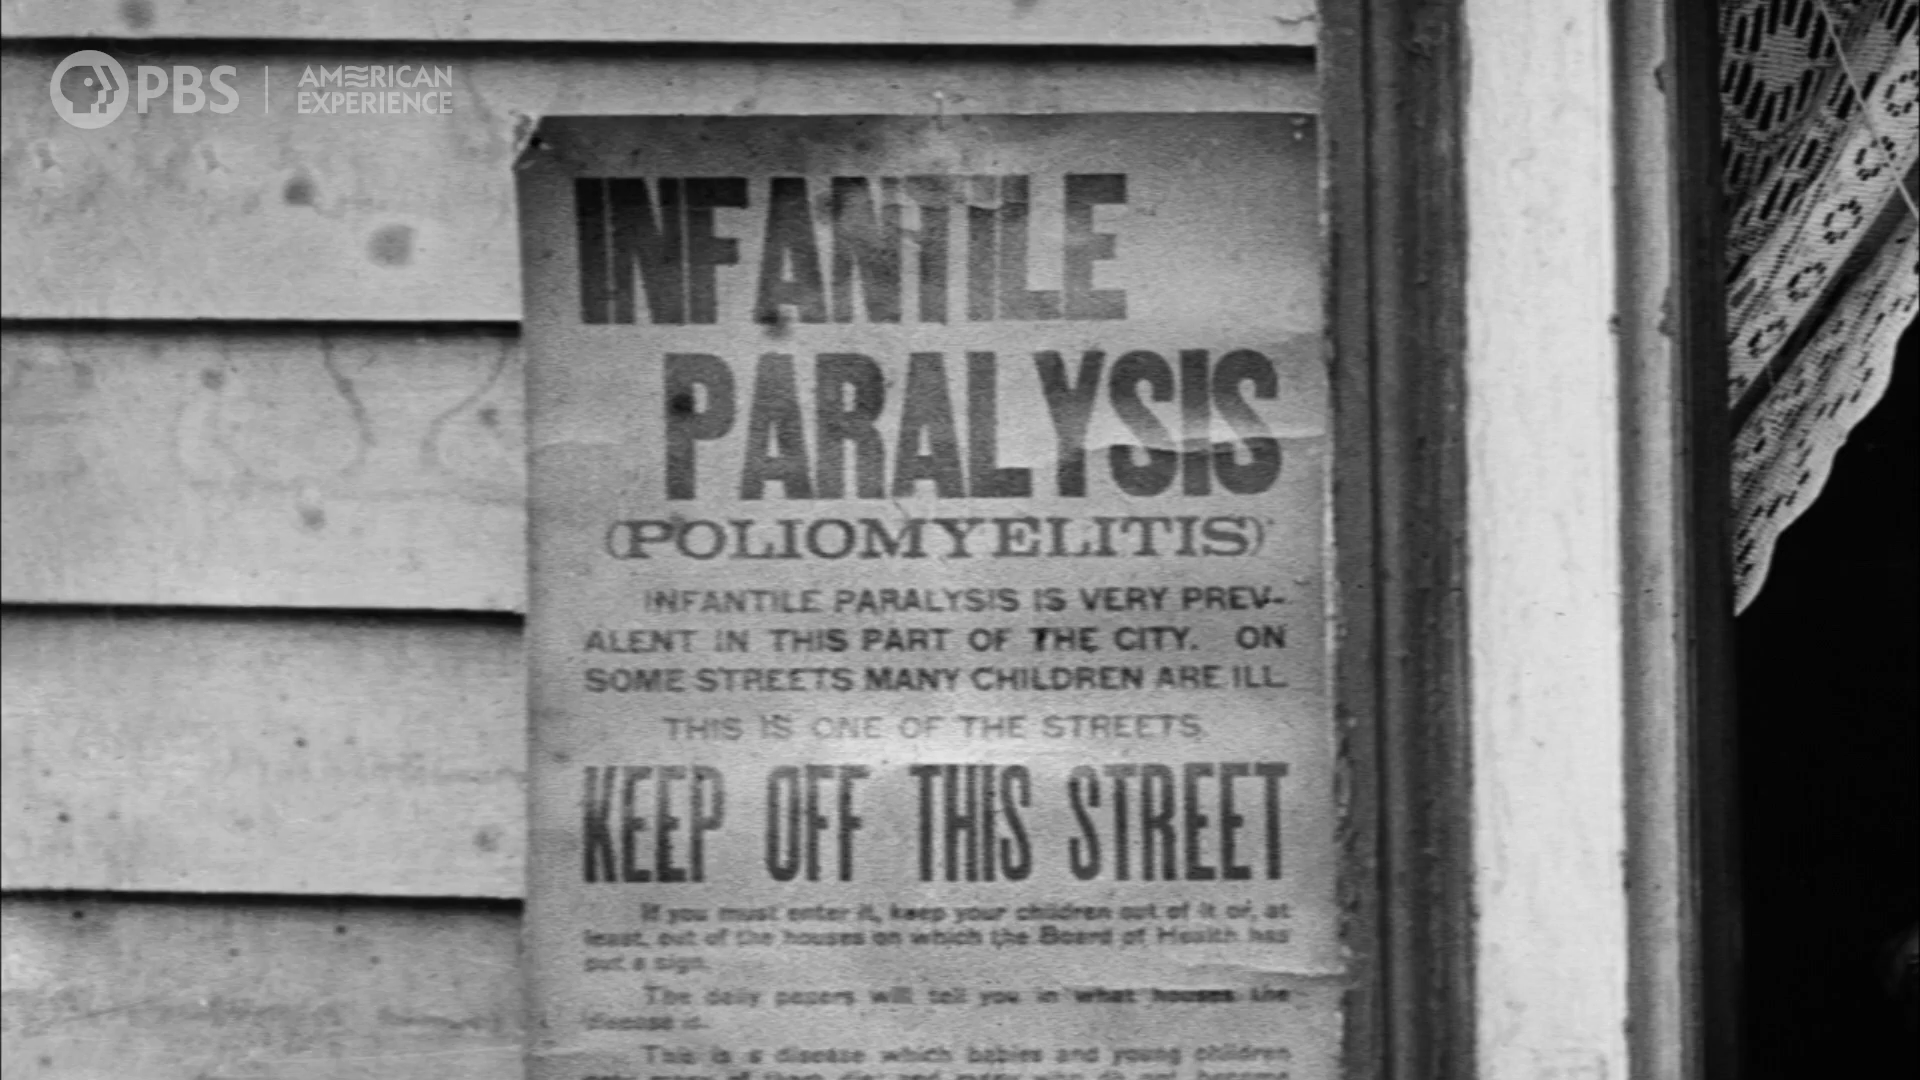 PBS
AMERICAN
EXPERIENCE
INFANTILE
PARALYSIS
(POLIOMYELITIS)
INFANTILE PARALYSIS IS VERY PREV-
ALENT IN THIS PART OF THE CITY. ON
SOME STREETS MANY CHILDREN ARE ILL.
THIS IS ONE OF THE STREETS.
KEEP OFF THIS STREET
If you must enter it, keep your children out of it or, at
least, out of the houses on which the Board of Health has
put a sign.
The daily papers will tell you in what houses the
disease is.
This is a disease which babies and young children